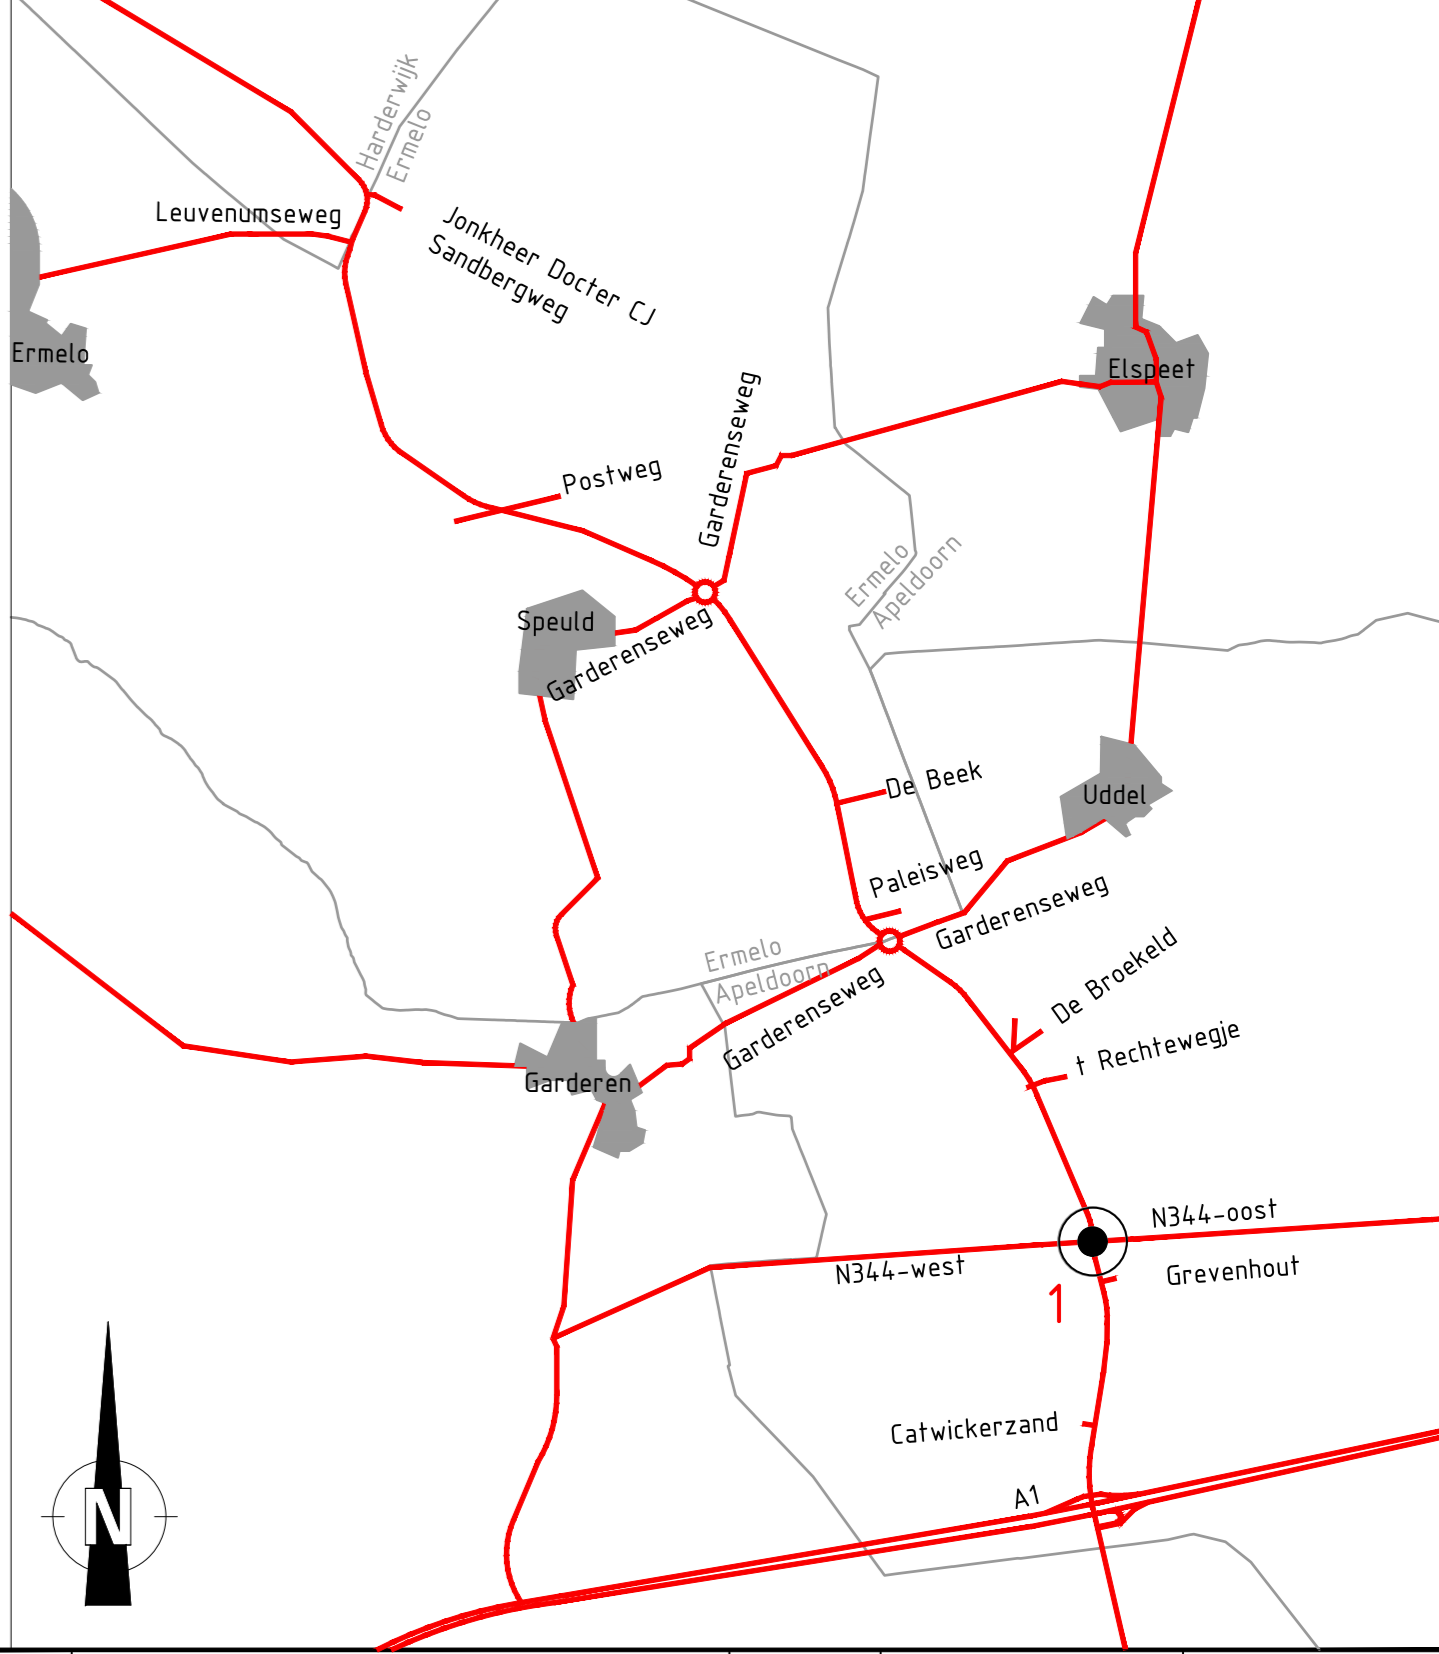 Harderwijk
Ermelo
Leuvenumseweg
Jonkheer Docter CJ
Sandbergweg
Ermelo
Elspeet
Garderenseweg
Postweg
Ermelo
Apeldoorn
Speuld
Garderenseweg
De Beek
Uddel
Paleisweg
Garderenseweg
Ermelo
Apeldoorn
Garderenseweg
De Broekeld
t Rechtewegje
Garderen
N344-oost
N344-west
Grevenhout
1
Catwickerzand
A1
N